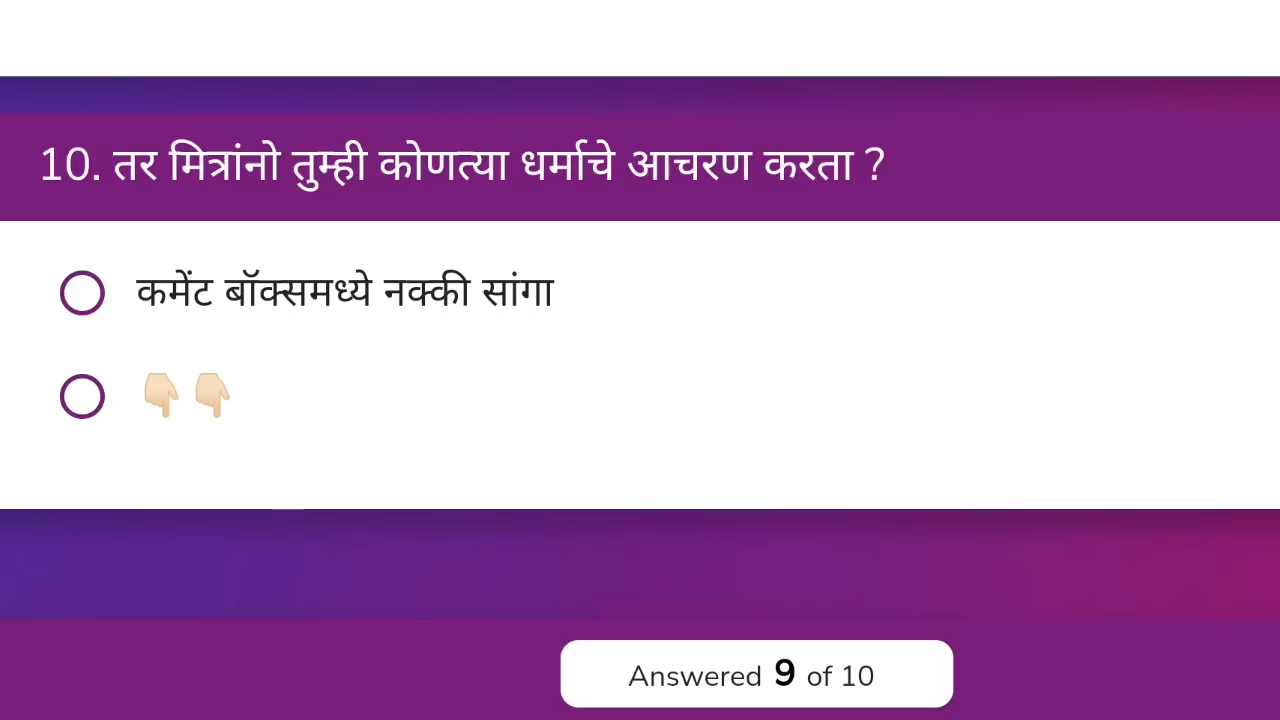 10. तर मित्रांनो तुम्ही कोणत्या धर्माचे आचरण करता ?
कमेंट बॉक्समध्ये नक्की सांगा
👇🏻👇🏻
Answered 9 of 10